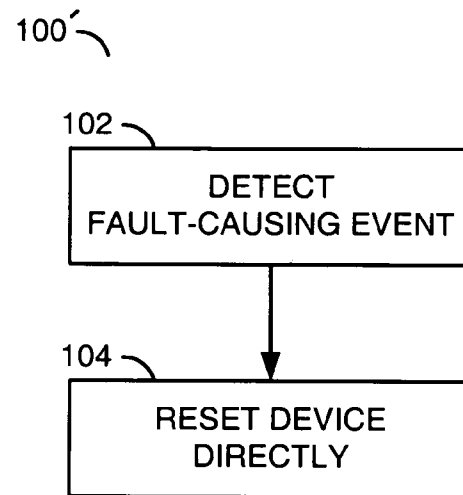 100′
102
DETECT
FAULT-CAUSING EVENT
104
RESET DEVICE
DIRECTLY